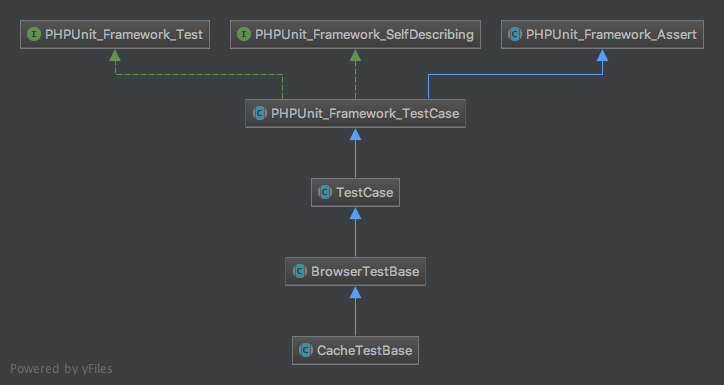 I PHPUnit_Framework_Test
I PHPUnit_Framework_SelfDescribing
C PHPUnit_Framework_Assert
C PHPUnit_Framework_TestCase
C TestCase
C BrowserTestBase
C CacheTestBase
Powered by yFiles